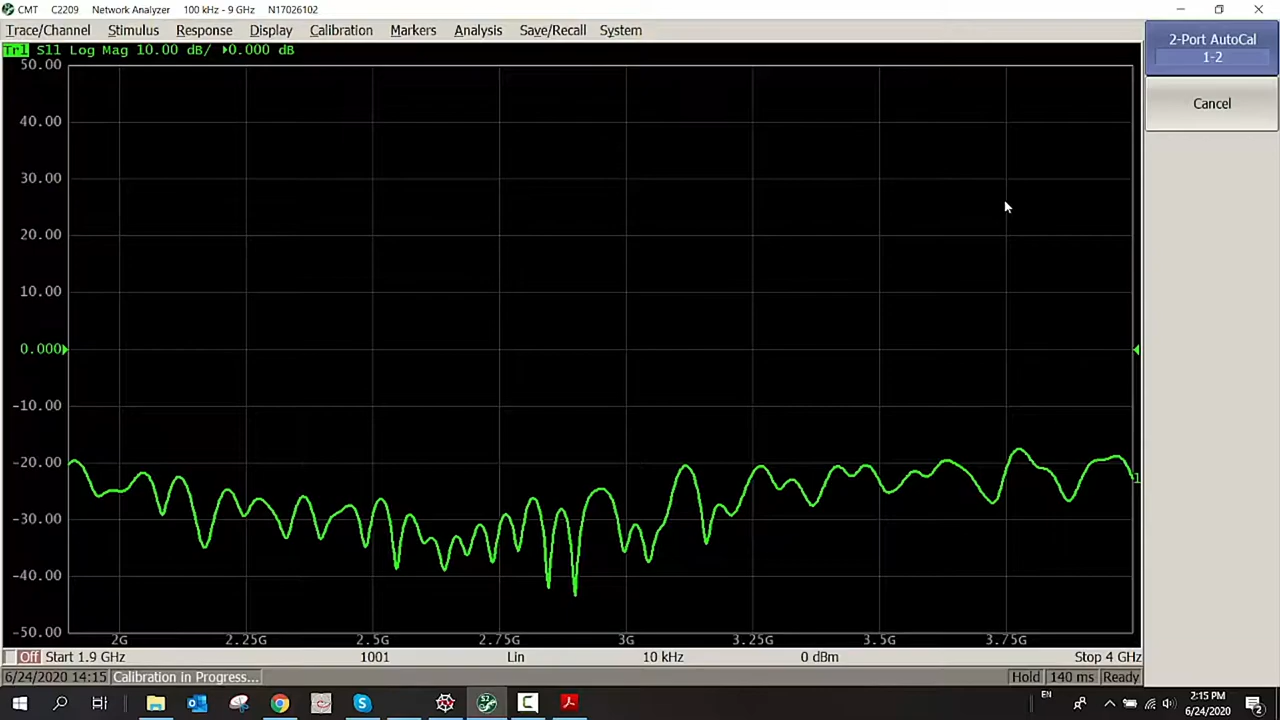 CMT C2209 Network Analyzer 100 kHz - 9 GHz N17026102
Trace/Channel Stimulus Response Display Calibration Markers Analysis Save/Recall System
Tr1 S11 Log Mag 10.00 dB/ 0.000 dB
50.00
40.00
30.00
20.00
10.00
0.000
-10.00
-20.00
-30.00
-40.00
-50.00
1
2G 2.25G 2.5G 2.75G 3G 3.25G 3.5G 3.75G
Off Start 1.9 GHz 1001 Lin 10 kHz 0 dBm Stop 4 GHz
6/24/2020 14:15 Calibration in Progress... Hold 140 ms Ready
2-Port AutoCal
1-2
Cancel
EN
2:15 PM
6/24/2020
2